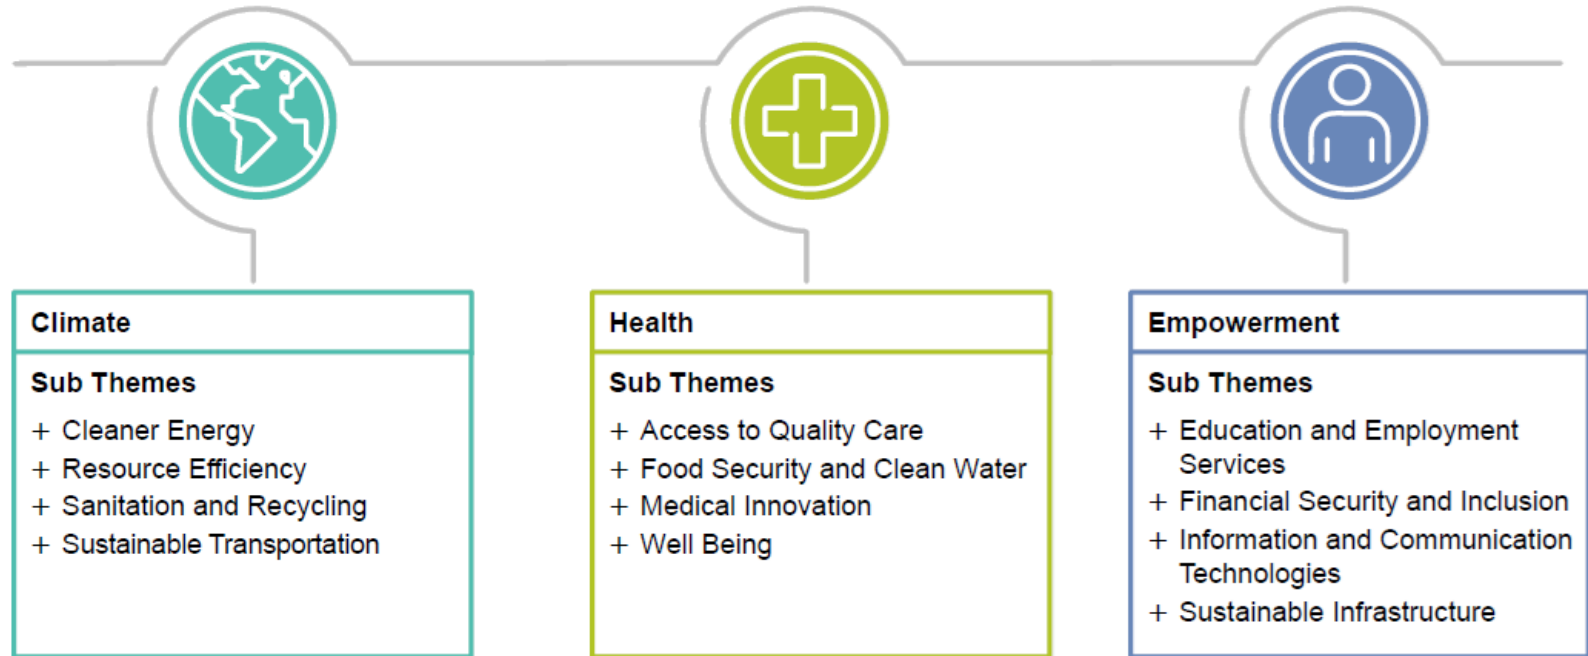 Climate
Sub Themes
+ Cleaner Energy
+ Resource Efficiency
+ Sanitation and Recycling
+ Sustainable Transportation
Health
Sub Themes
+ Access to Quality Care
+ Food Security and Clean Water
+ Medical Innovation
+ Well Being
Empowerment
Sub Themes
+ Education and Employment
Services
+ Financial Security and Inclusion
+ Information and Communication
Technologies
+ Sustainable Infrastructure